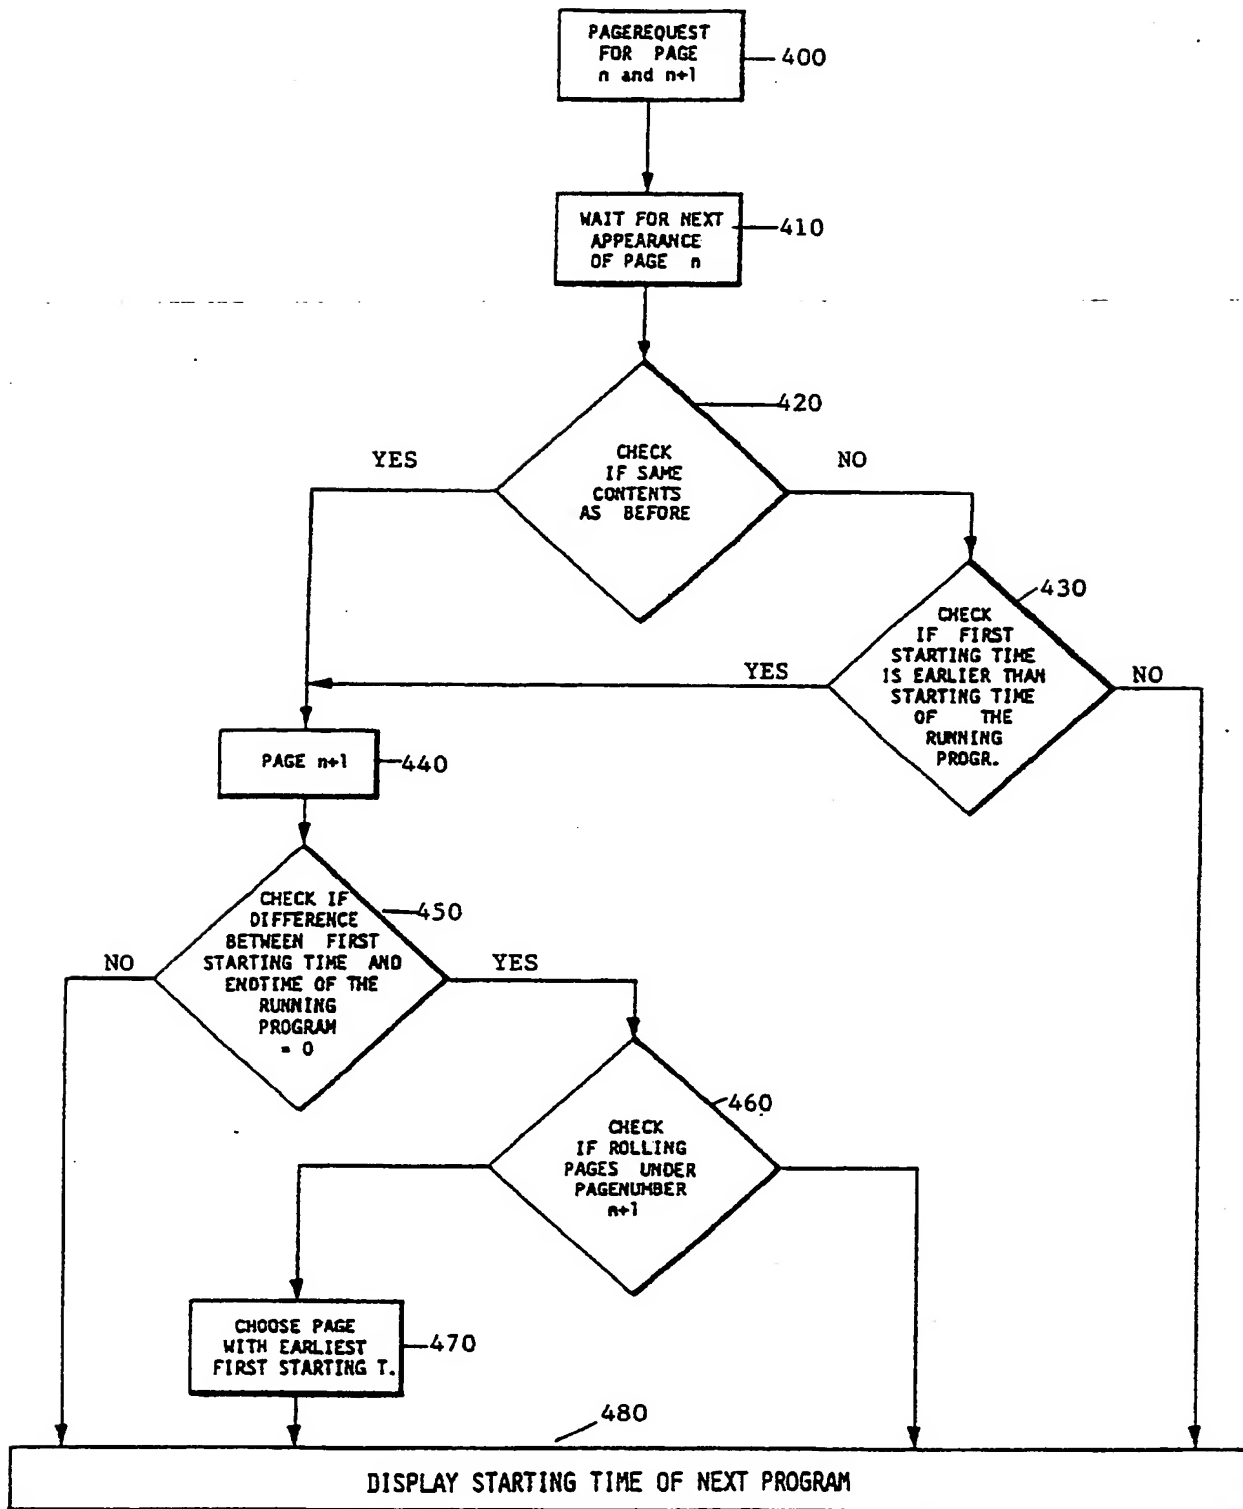 PAGEREQUEST
FOR PAGE
n and n+1
400
WAIT FOR NEXT
APPEARANCE
OF PAGE n
410
420
CHECK
IF SAME
CONTENTS
AS BEFORE
YES
NO
430
CHECK
IF FIRST
STARTING TIME
IS EARLIER THAN
STARTING TIME
OF THE
RUNNING
PROGR.
YES
NO
PAGE n+1
440
CHECK IF
DIFFERENCE
BETWEEN FIRST
STARTING TIME AND
ENDTIME OF THE
RUNNING
PROGRAM
= 0
450
NO
YES
460
CHECK
IF ROLLING
PAGES UNDER
PAGENUMBER
n+1
CHOOSE PAGE
WITH EARLIEST
FIRST STARTING T.
470
480
DISPLAY STARTING TIME OF NEXT PROGRAM